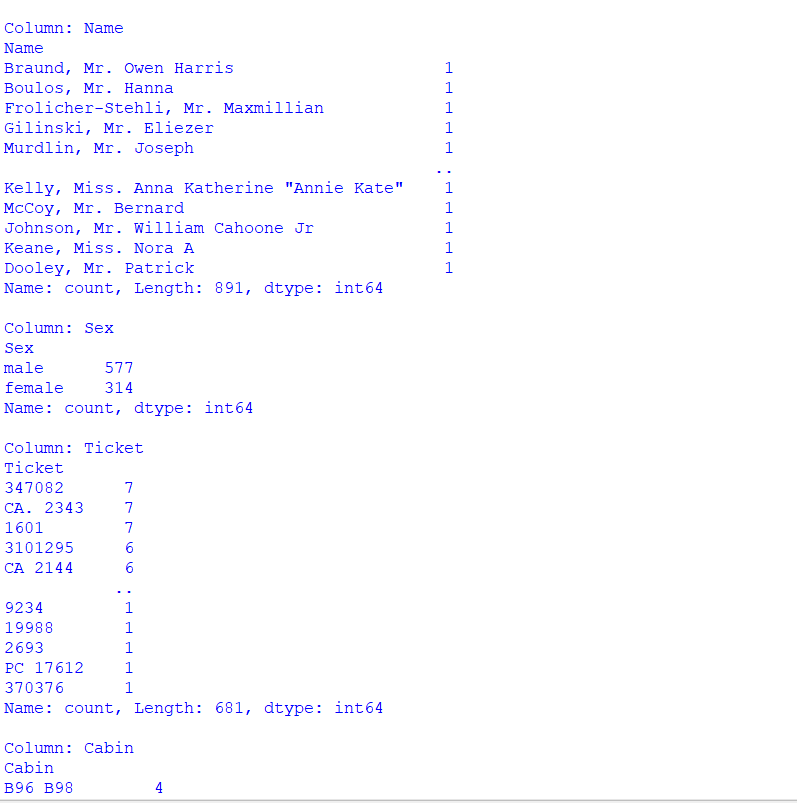 Column: Name
Name
Braund, Mr. Owen Harris                     1
Boulos, Mr. Hanna                           1
Frolicher-Stehli, Mr. Maxmillian            1
Gilinski, Mr. Eliezer                       1
Murdlin, Mr. Joseph                         1
                                           ..
Kelly, Miss. Anna Katherine "Annie Kate"    1
McCoy, Mr. Bernard                          1
Johnson, Mr. William Cahoone Jr             1
Keane, Miss. Nora A                         1
Dooley, Mr. Patrick                         1
Name: count, Length: 891, dtype: int64

Column: Sex
Sex
male      577
female    314
Name: count, dtype: int64

Column: Ticket
Ticket
347082      7
CA. 2343    7
1601        7
3101295     6
CA 2144     6
           ..
9234        1
19988       1
2693        1
PC 17612    1
370376      1
Name: count, Length: 681, dtype: int64

Column: Cabin
Cabin
B96 B98        4